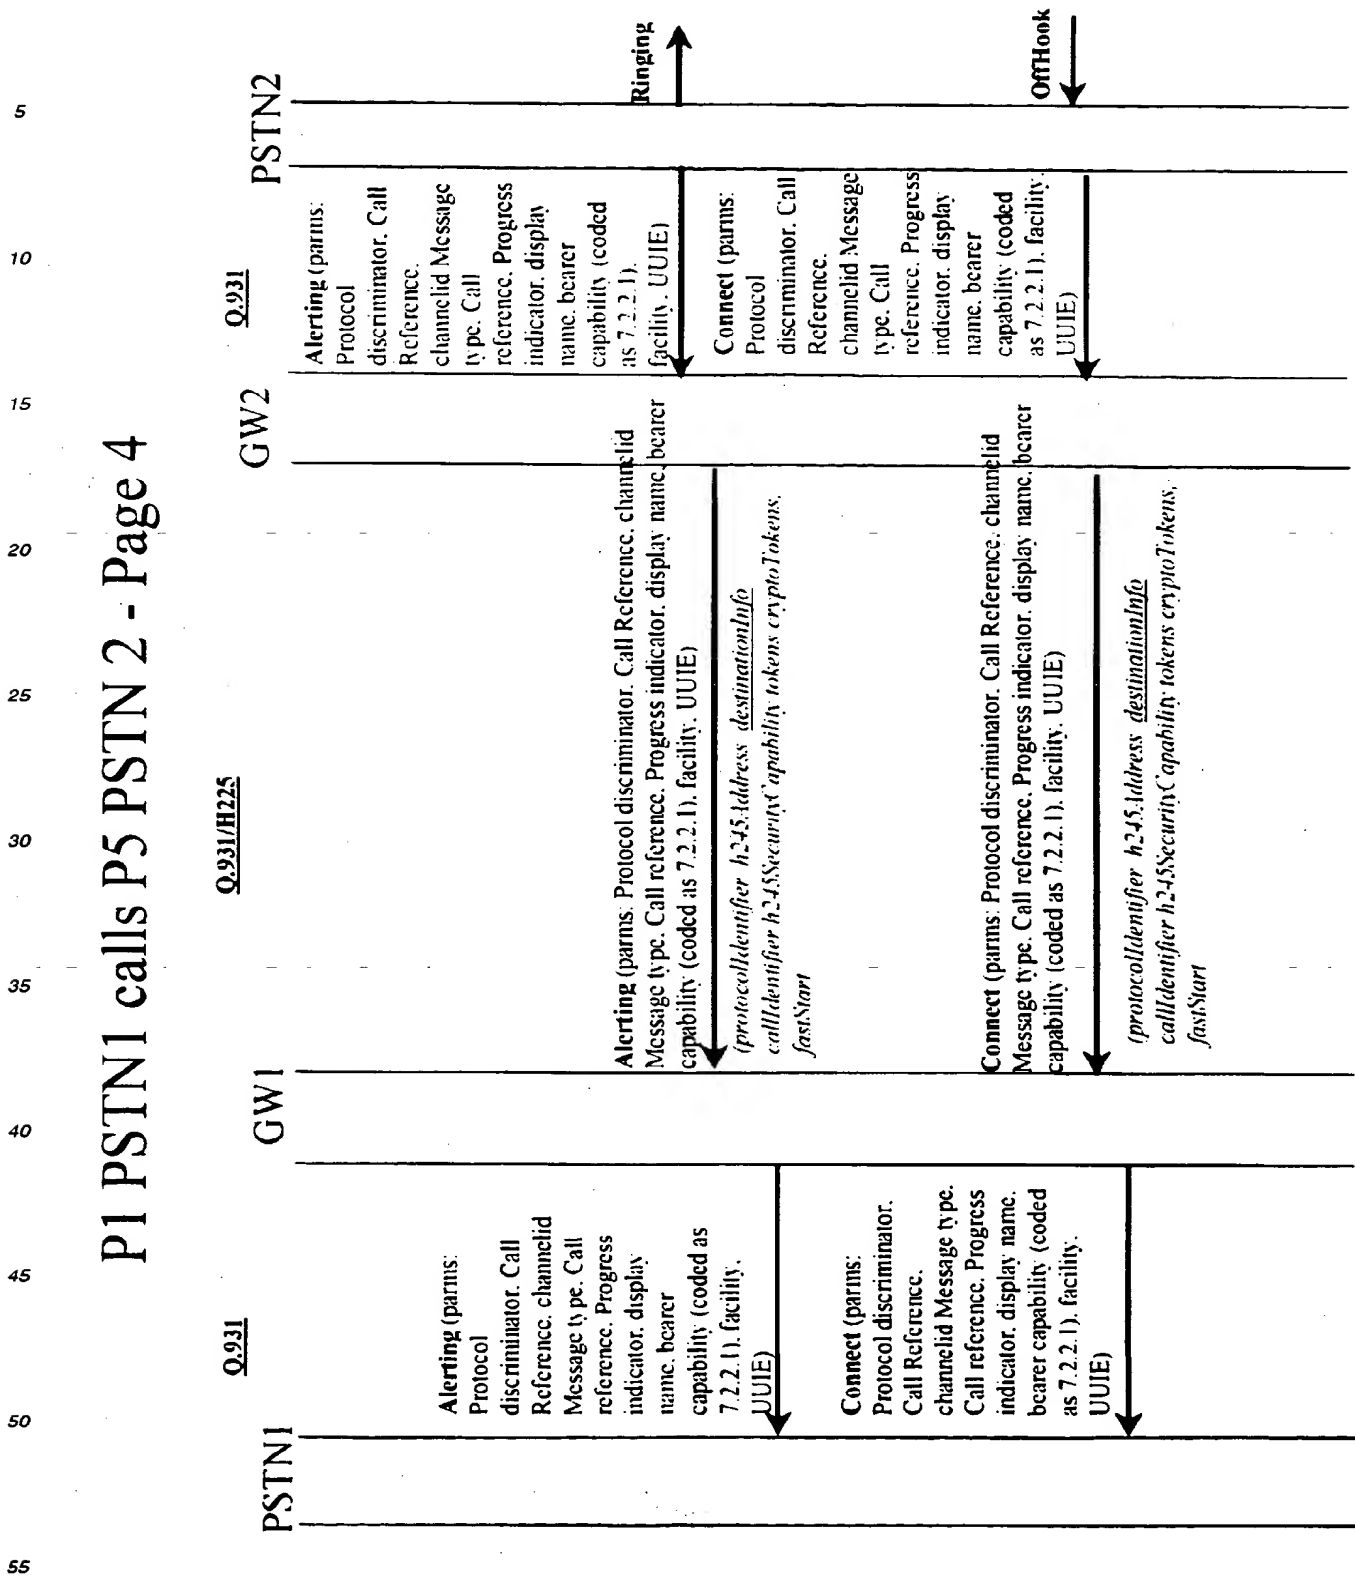 P1 PSTN1 calls P5 PSTN 2 - Page 4
Q.931
Q.931/H225
Q.931
PSTN1
GW1
GW2
PSTN2
Alerting (parms:
Protocol
discriminator. Call
Reference. channelid
Message type. Call
reference. Progress
indicator. display
name. bearer
capability (coded as
7.2.2.1). facility.
UUIE)
Connect (parms:
Protocol discriminator.
Call Reference.
channelid Message type.
Call reference. Progress
indicator. display name.
bearer capability (coded
as 7.2.2.1). facility.
UUIE)
Alerting (parms: Protocol discriminator. Call Reference. channelid
Message type. Call reference. Progress indicator. display name. bearer
capability (coded as 7.2.2.1). facility. UUIE)
(protocolIdentifier h245Address destinationInfo
callIdentifier h245SecurityCapability tokens cryptoTokens,
fastStart
Connect (parms: Protocol discriminator. Call Reference. channelid
Message type. Call reference. Progress indicator. display name. bearer
capability (coded as 7.2.2.1). facility. UUIE)
(protocolIdentifier h245Address destinationInfo
callIdentifier h245SecurityCapability tokens cryptoTokens,
fastStart
Alerting (parms:
Protocol
discriminator. Call
Reference.
channelid Message
type. Call
reference. Progress
indicator. display
name. bearer
capability (coded
as 7.2.2.1).
facility. UUIE)
Connect (parms:
Protocol
discriminator. Call
Reference.
channelid Message
type. Call
reference. Progress
indicator. display
name. bearer
capability (coded
as 7.2.2.1). facility.
UUIE)
Ringing
OffHook
5
10
15
20
25
30
35
40
45
50
55